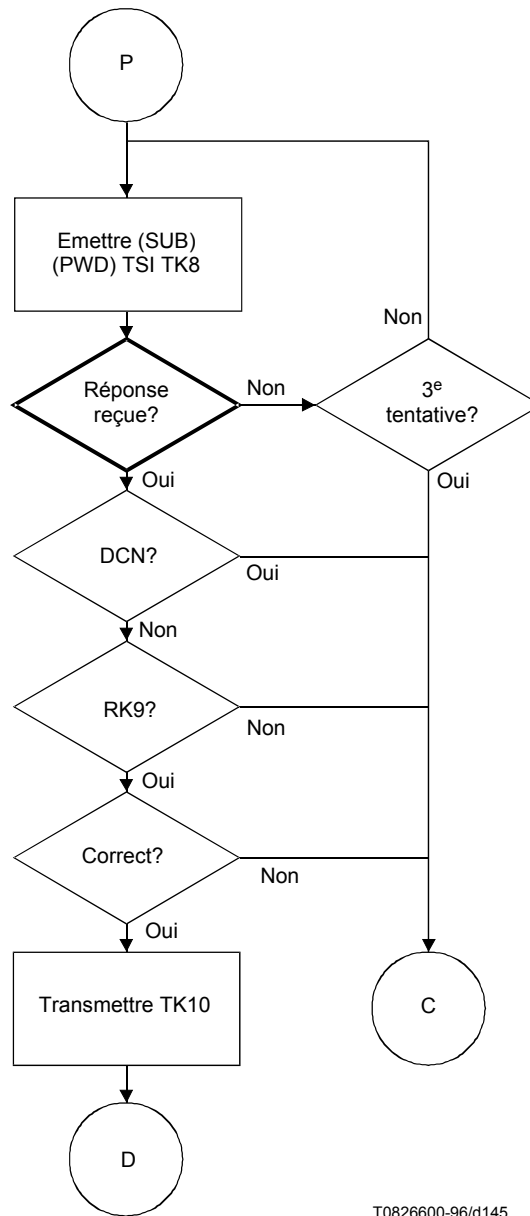 P
Emettre (SUB)
(PWD) TSI TK8
Non
Réponse
reçue?
Non
3e
tentative?
Oui
Oui
DCN?
Oui
Non
RK9?
Non
Oui
Correct?
Non
Oui
Transmettre TK10
C
D
T0826600-96/d145